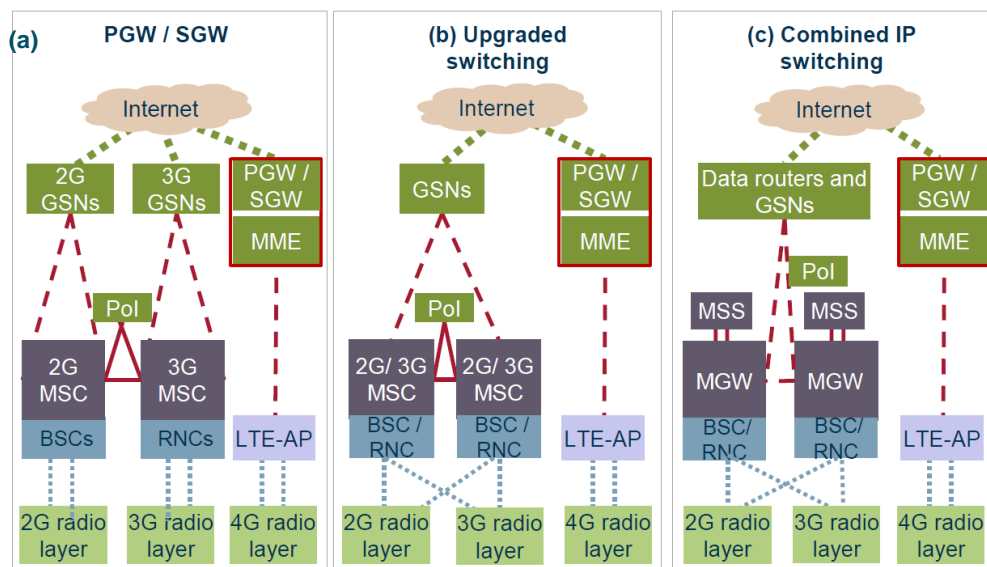 (a)
PGW / SGW
Internet
2G
GSNs
3G
GSNs
PGW /
SGW
MME
PoI
2G
MSC
3G
MSC
BSCs
RNCs
LTE-AP
2G radio
layer
3G radio
layer
4G radio
layer
(b) Upgraded
switching
Internet
GSNs
PGW /
SGW
MME
PoI
2G/ 3G
MSC
2G/ 3G
MSC
BSC /
RNC
BSC /
RNC
LTE-AP
2G radio
layer
3G radio
layer
4G radio
layer
(c) Combined IP
switching
Internet
Data routers and
GSNs
PGW /
SGW
MME
PoI
MSS
MSS
MGW
MGW
BSC/
RNC
BSC/
RNC
LTE-AP
2G radio
layer
3G radio
layer
4G radio
layer